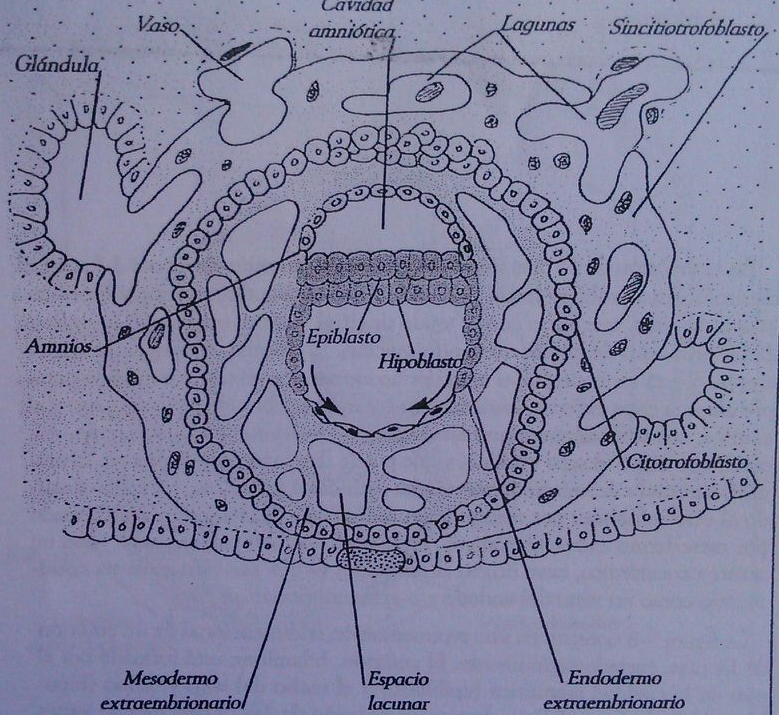 Cavidad
amniótica
Vaso
Lagunas
Sincitiotrofoblasto
Glándula
Amnios
Epiblasto
Hipoblasto
Citotrofoblasto
Mesodermo
extraembrionario
Espacio
lacunar
Endodermo
extraembrionario